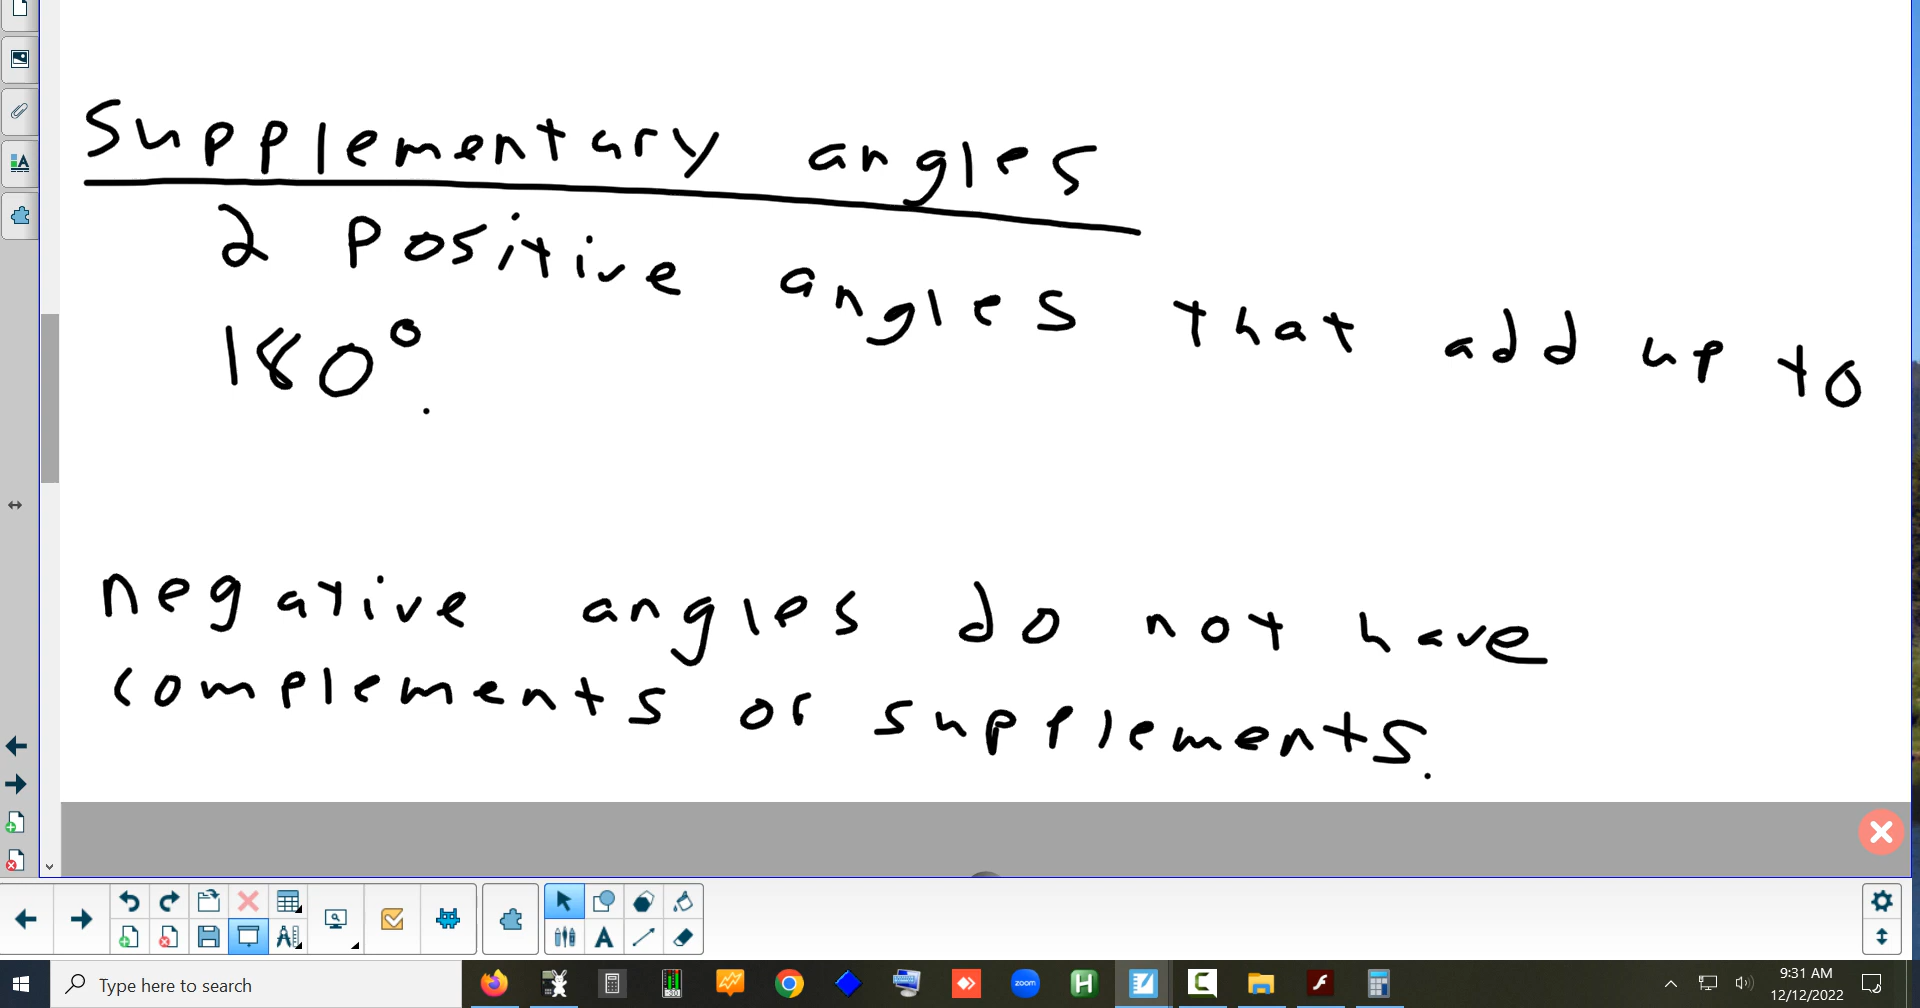 Supplementary angles
2 positive angles that add up to
180°.
negative angles do not have
complements or supplements.
Type here to search
zoom
9:31 AM
12/12/2022